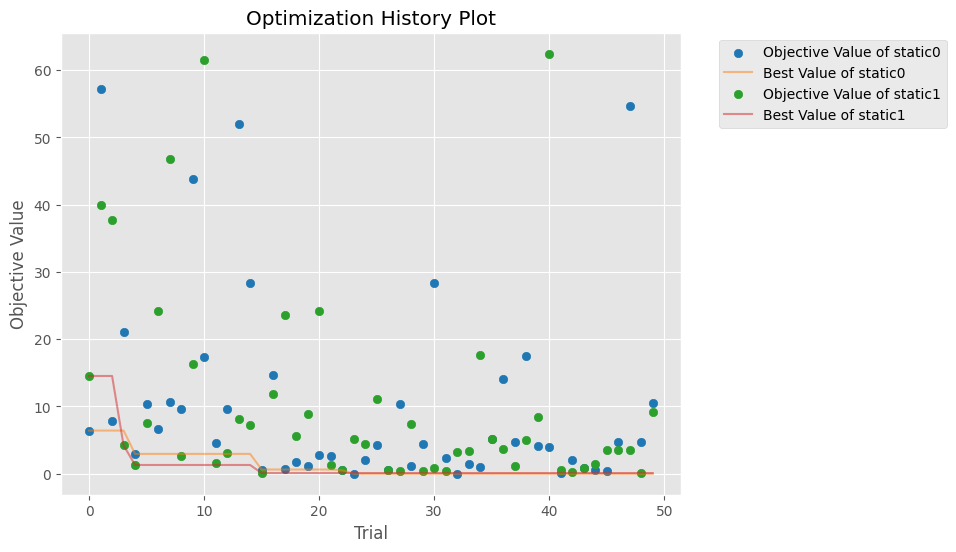 Optimization History Plot
Objective Value of static0
Best Value of static0
Objective Value of static1
Best Value of static1
Objective Value
60
50
40
30
20
10
0
0 10 20 30 40 50
Trial